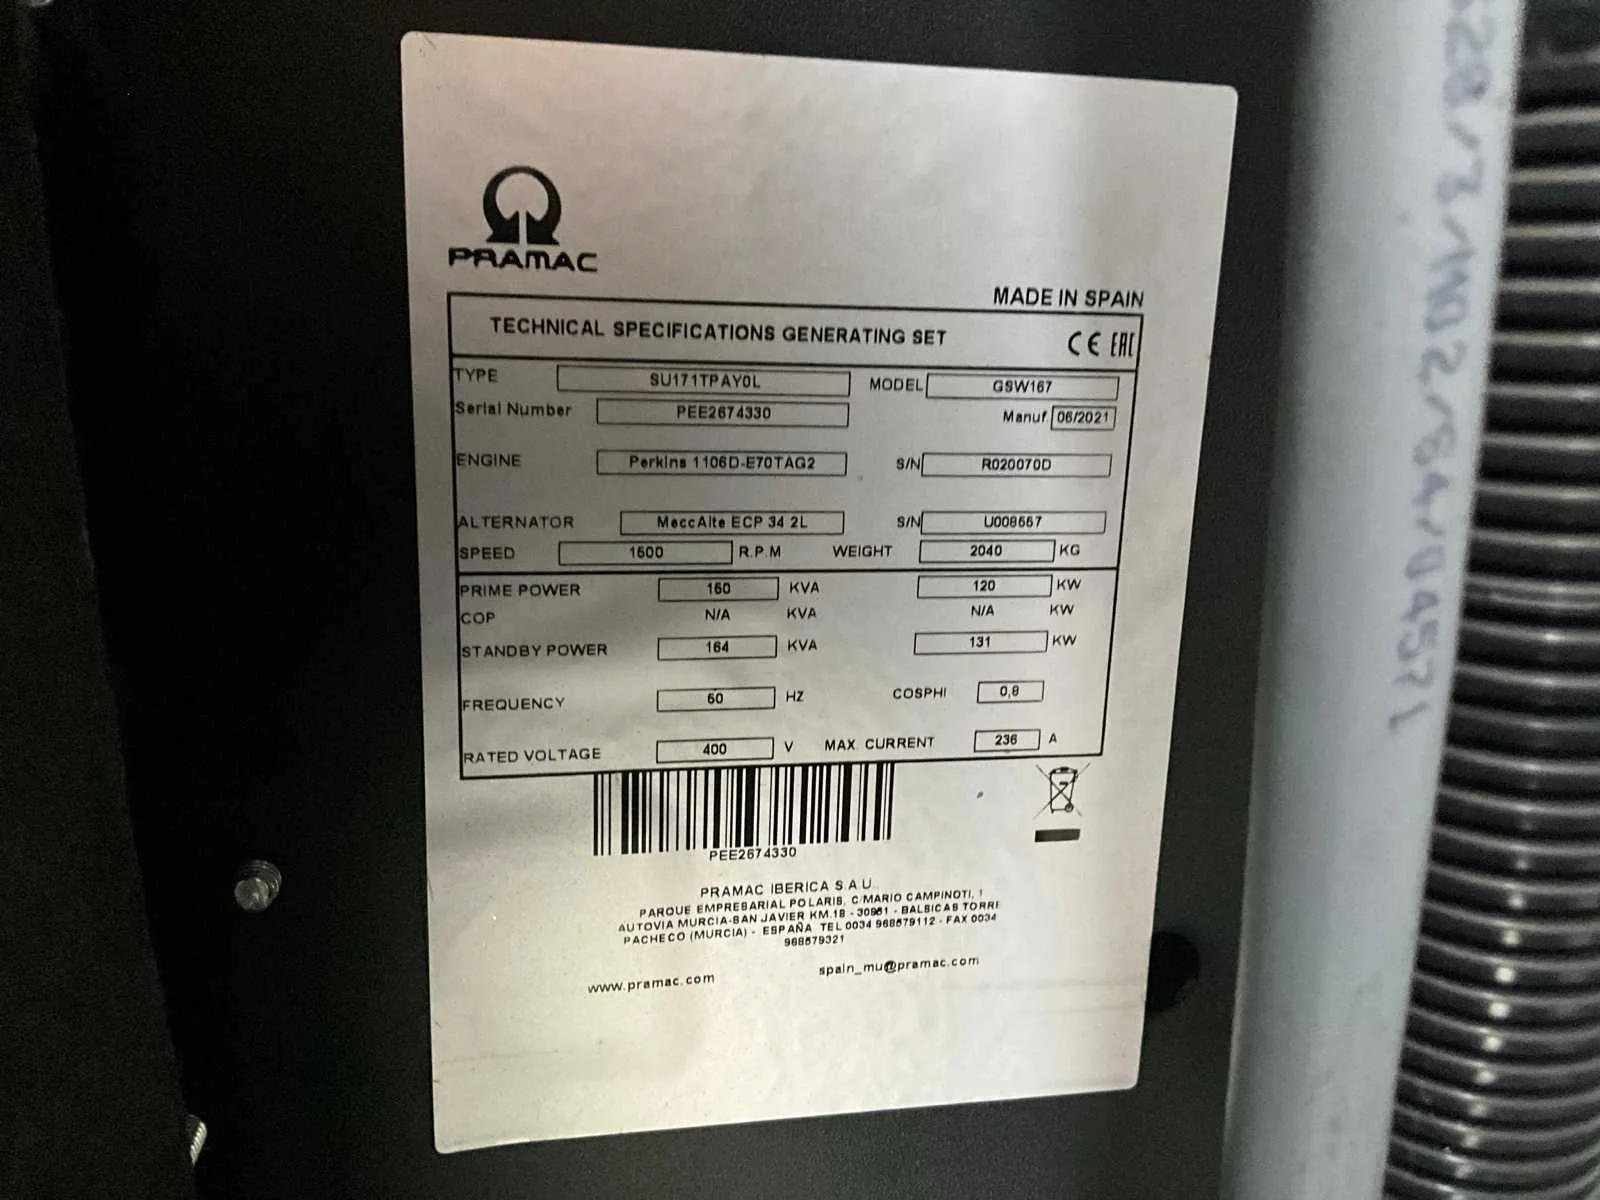 PRAMAC
MADE IN SPAIN
TECHNICAL SPECIFICATIONS GENERATING SET CE EAC
TYPE SU171TPAY0L MODEL GSW167
Serial Number PEE2674330 Manuf. 06/2021
ENGINE Perkins 1106D-E70TAG2 S/N R020070D
ALTERNATOR MeccAlte ECP 34 2L S/N U008667
SPEED 1500 R.P.M WEIGHT 2040 KG
PRIME POWER 150 KVA 120 KW
COP N/A KVA N/A KW
STANDBY POWER 164 KVA 131 KW
FREQUENCY 50 HZ COSPHI 0,8
RATED VOLTAGE 400 V MAX. CURRENT 236 A
PEE2674330
PRAMAC IBERICA S.A.U.
PARQUE EMPRESARIAL POLARIS, C/MARIO CAMPINOTI, 1
AUTOVIA MURCIA-SAN JAVIER KM.18 - 30591 - BALSICAS TORRE
PACHECO (MURCIA) - ESPAÑA TEL 0034 968579112 - FAX 0034
968579321
www.pramac.com spain_mu@pramac.com